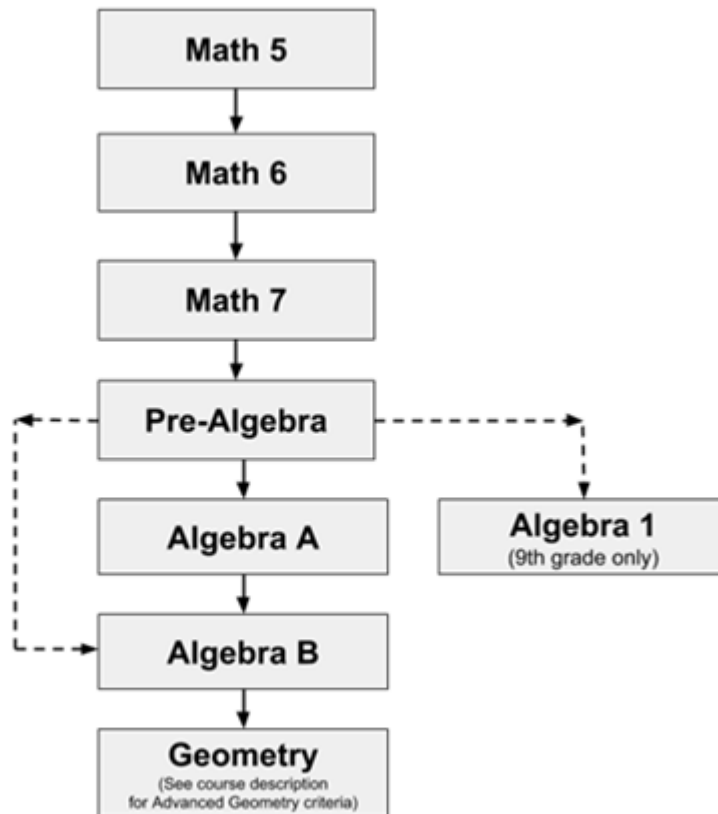 Math 5
Math 6
Math 7
Pre-Algebra
Algebra A
Algebra 1
(9th grade only)
Algebra B
Geometry
(See course description
for Advanced Geometry criteria)